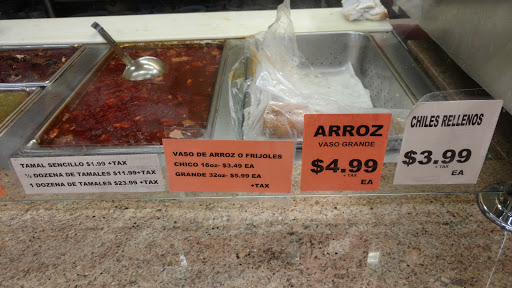 TAMAL SENCILLO $1.99 +TAX
½ DOZENA DE TAMALES $11.99+TAX
1 DOZENA DE TAMALES $23.99 +TAX
VASO DE ARROZ O FRIJOLES
CHICO 16oz- $3.49 EA
GRANDE 32oz- $5.99 EA
+TAX
ARROZ
VASO GRANDE
$4.99
+ TAX
EA
CHILES RELLENOS
$3.99
+ TAX
EA